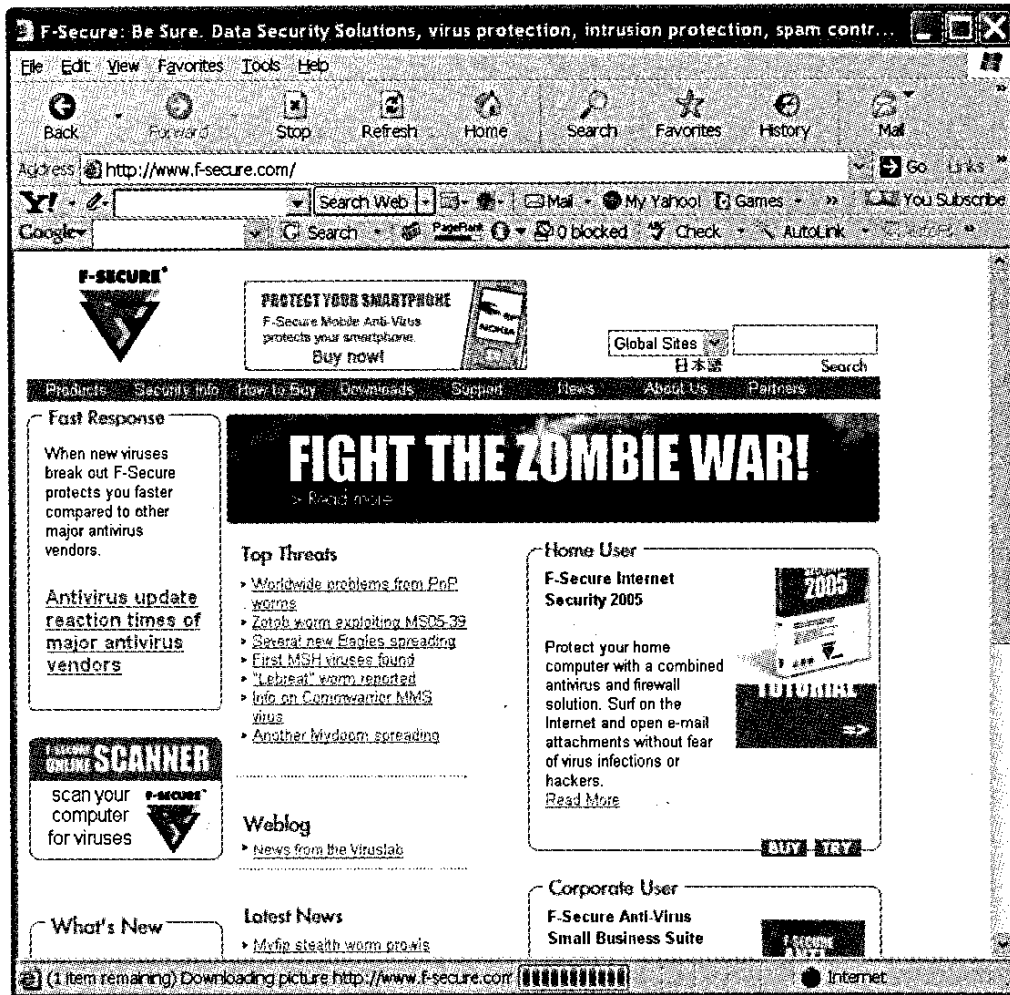 F-Secure: Be Sure. Data Security Solutions, virus protection, intrusion protection, spam contr...
File Edit View Favorites Tools Help
Back Forward Stop Refresh Home Search Favorites History Mail
Address http://www.f-secure.com/ Go Links
Y! Search Web Mail My Yahoo! Games You Subscribe
Google Search PageRank 0 blocked Check AutoLink
F-SECURE
PROTECT YOUR SMARTPHONE
F-Secure Mobile Anti-Virus
protects your smartphone.
Buy now!
NOKIA
Global Sites
日本語
Search
Products Security Info How to Buy Downloads Support News About Us Partners
Fast Response
When new viruses
break out F-Secure
protects you faster
compared to other
major antivirus
vendors.
Antivirus update
reaction times of
major antivirus
vendors
F-SECURE
ONLINE SCANNER
scan your
computer
for viruses
F-SECURE
What's New
FIGHT THE ZOMBIE WAR!
> Read more
Top Threats
Worldwide problems from PnP
worms
Zotob worm exploiting MS05-39
Several new Bagles spreading
First MSH viruses found
"Lebreat" worm reported
Info on Commwarrior MMS
virus
Another Mydoom spreading
Weblog
News from the Viruslab
Latest News
Myfip stealth worm prowls
Home User
F-Secure Internet
Security 2005
Protect your home
computer with a combined
antivirus and firewall
solution. Surf on the
Internet and open e-mail
attachments without fear
of virus infections or
hackers.
Read More
2005
TUTORIAL
=>
BUY TRY
Corporate User
F-Secure Anti-Virus
Small Business Suite
(1 item remaining) Downloading picture http://www.f-secure.com
Internet